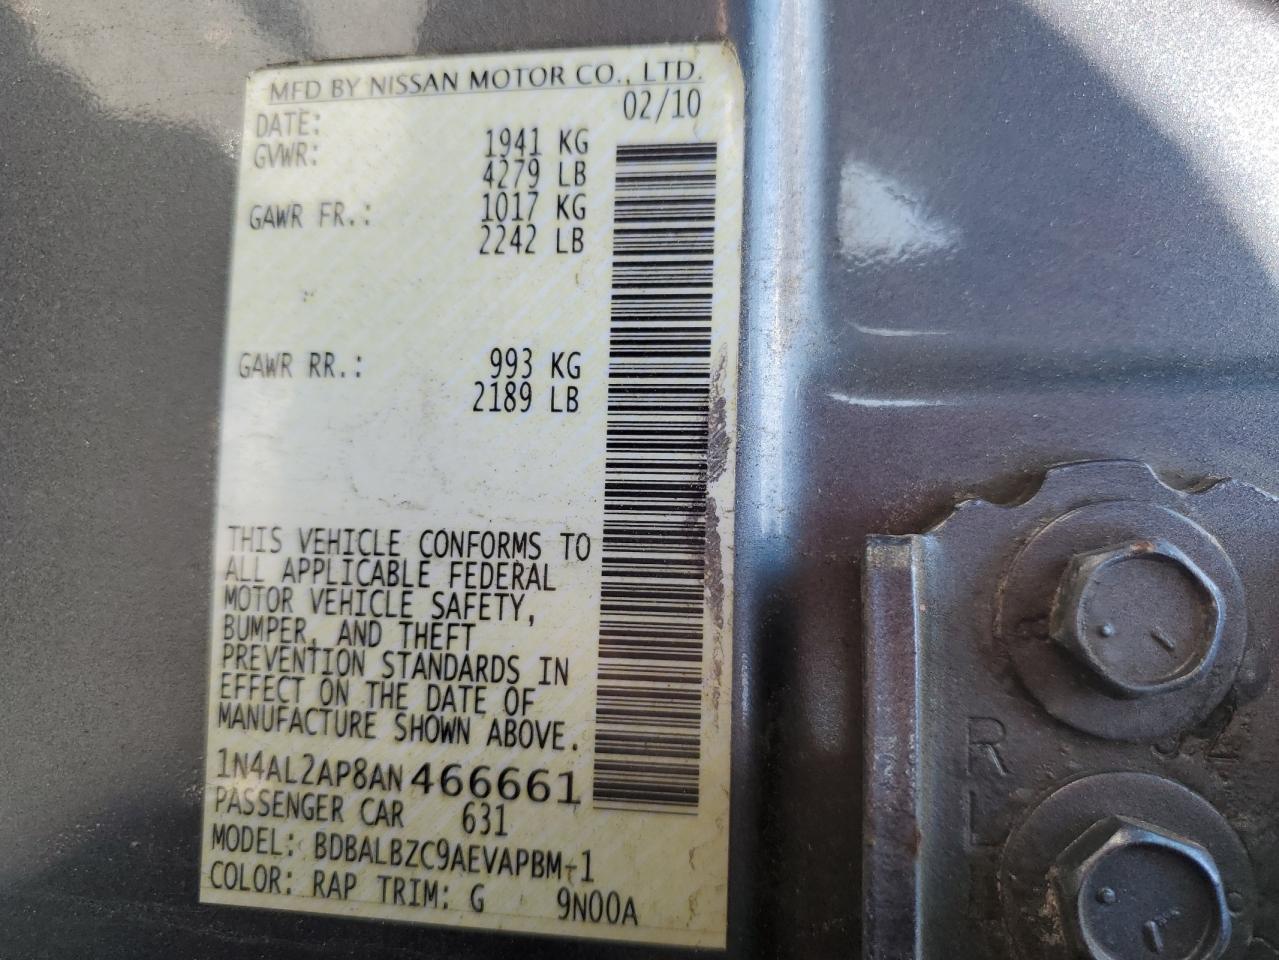 MFD BY NISSAN MOTOR CO., LTD.
DATE: 02/10
GVWR: 1941 KG
4279 LB
GAWR FR.: 1017 KG
2242 LB
GAWR RR.: 993 KG
2189 LB
THIS VEHICLE CONFORMS TO
ALL APPLICABLE FEDERAL
MOTOR VEHICLE SAFETY,
BUMPER, AND THEFT
PREVENTION STANDARDS IN
EFFECT ON THE DATE OF
MANUFACTURE SHOWN ABOVE.
1N4AL2AP8AN466661
PASSENGER CAR 631
MODEL: BDBALBZC9AEVAPBM-1
COLOR: RAP TRIM: G 9N00A
R
L